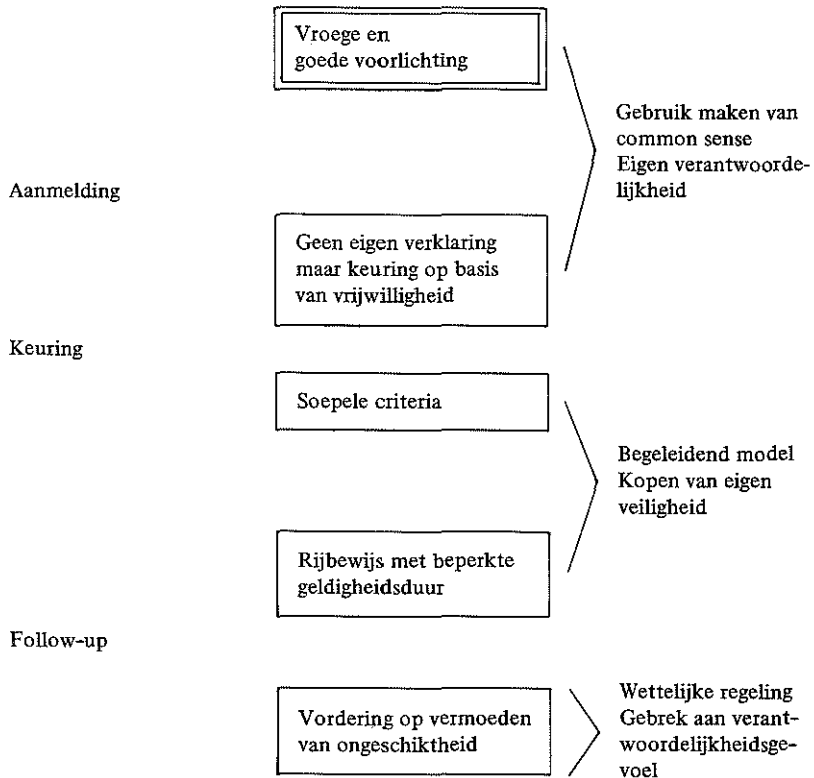 Vroege en
goede voorlichting
Gebruik maken van
common sense
Eigen verantwoorde-
lijkheid
Aanmelding
Geen eigen verklaring
maar keuring op basis
van vrijwilligheid
Keuring
Soepele criteria
Begeleidend model
Kopen van eigen
veiligheid
Rijbewijs met beperkte
geldigheidsduur
Follow-up
Vordering op vermoeden
van ongeschiktheid
Wettelijke regeling
Gebrek aan verant-
woordelijkheidsge-
voel